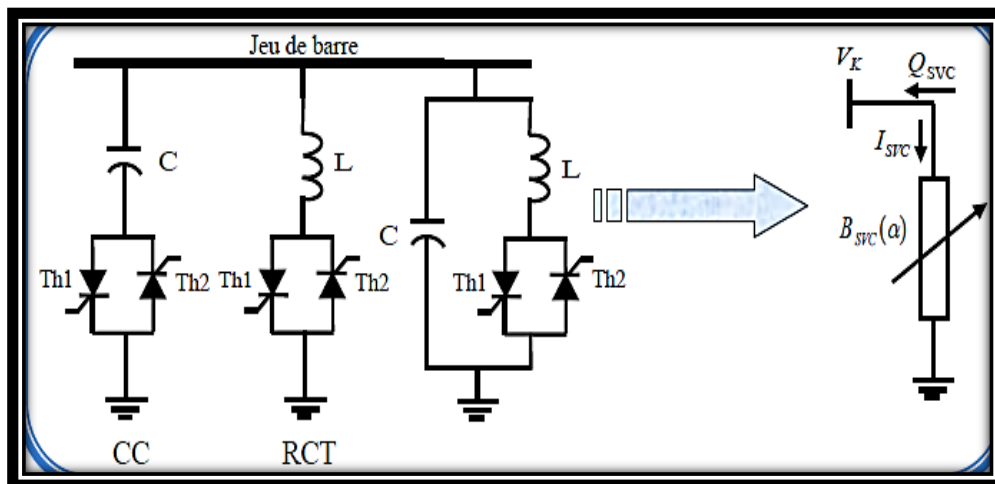 Jeu de barre
C
Th1
Th2
CC
L
Th1
Th2
RCT
C
L
Th1
Th2
V_K
Q_SVC
I_SVC
B_SVC(α)